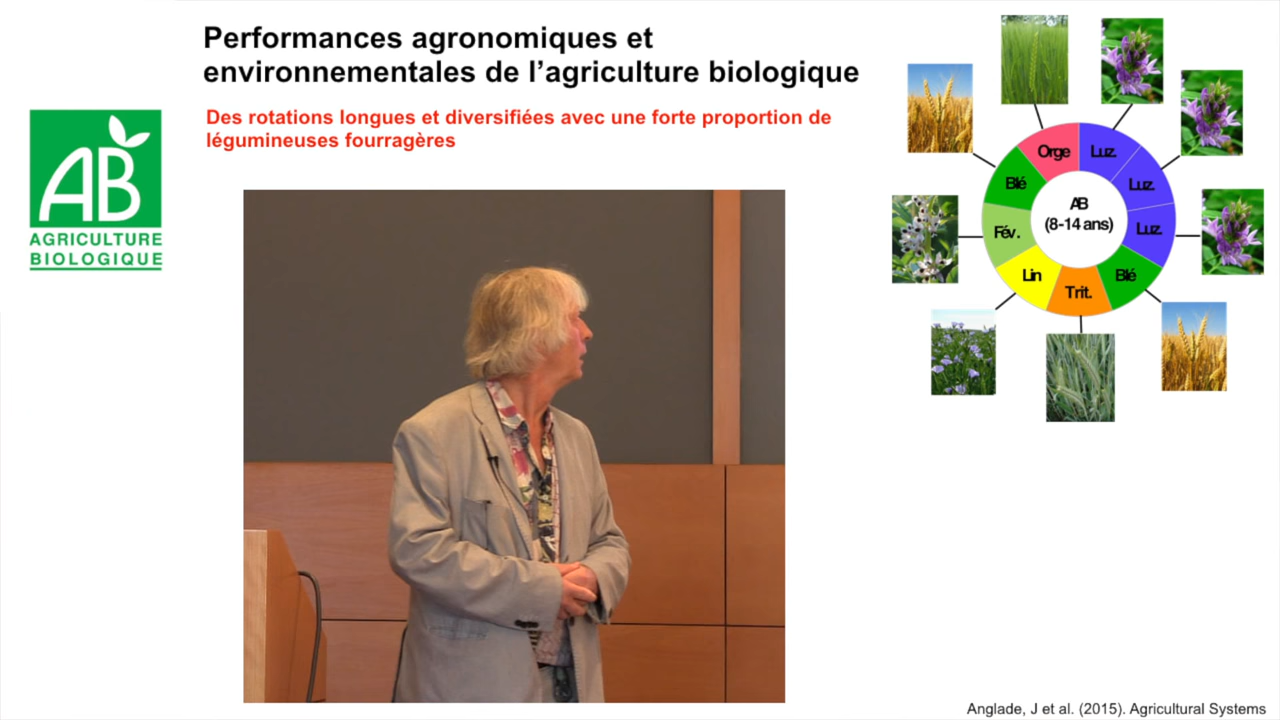 Performances agronomiques et
environnementales de l’agriculture biologique
Des rotations longues et diversifiées avec une forte proportion de
légumineuses fourragères
AB
AGRICULTURE
BIOLOGIQUE
Orge
Luz.
Luz.
Luz.
Blé
Trit.
Lin
Fév.
Blé
AB
(8-14 ans)
Anglade, J et al. (2015). Agricultural Systems